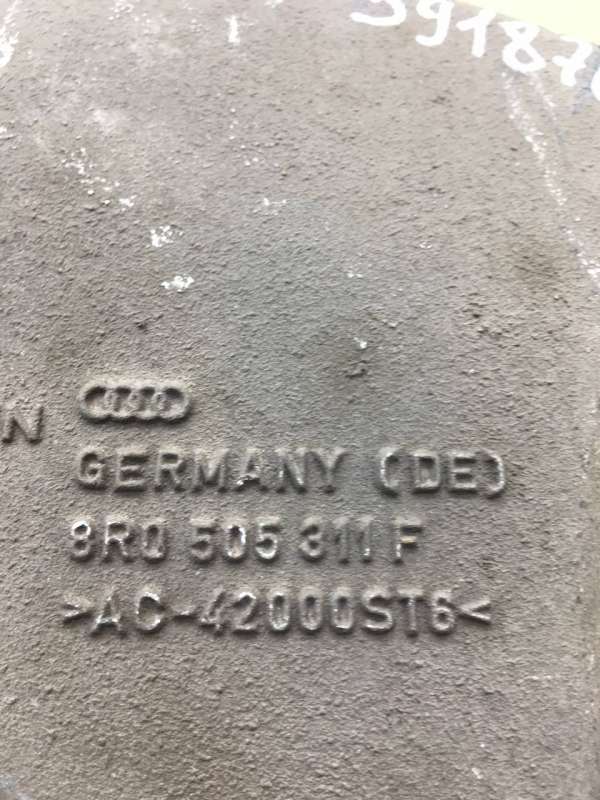 N
GERMANY (DE)
8R0 505 311 F
>AC-42000ST6<